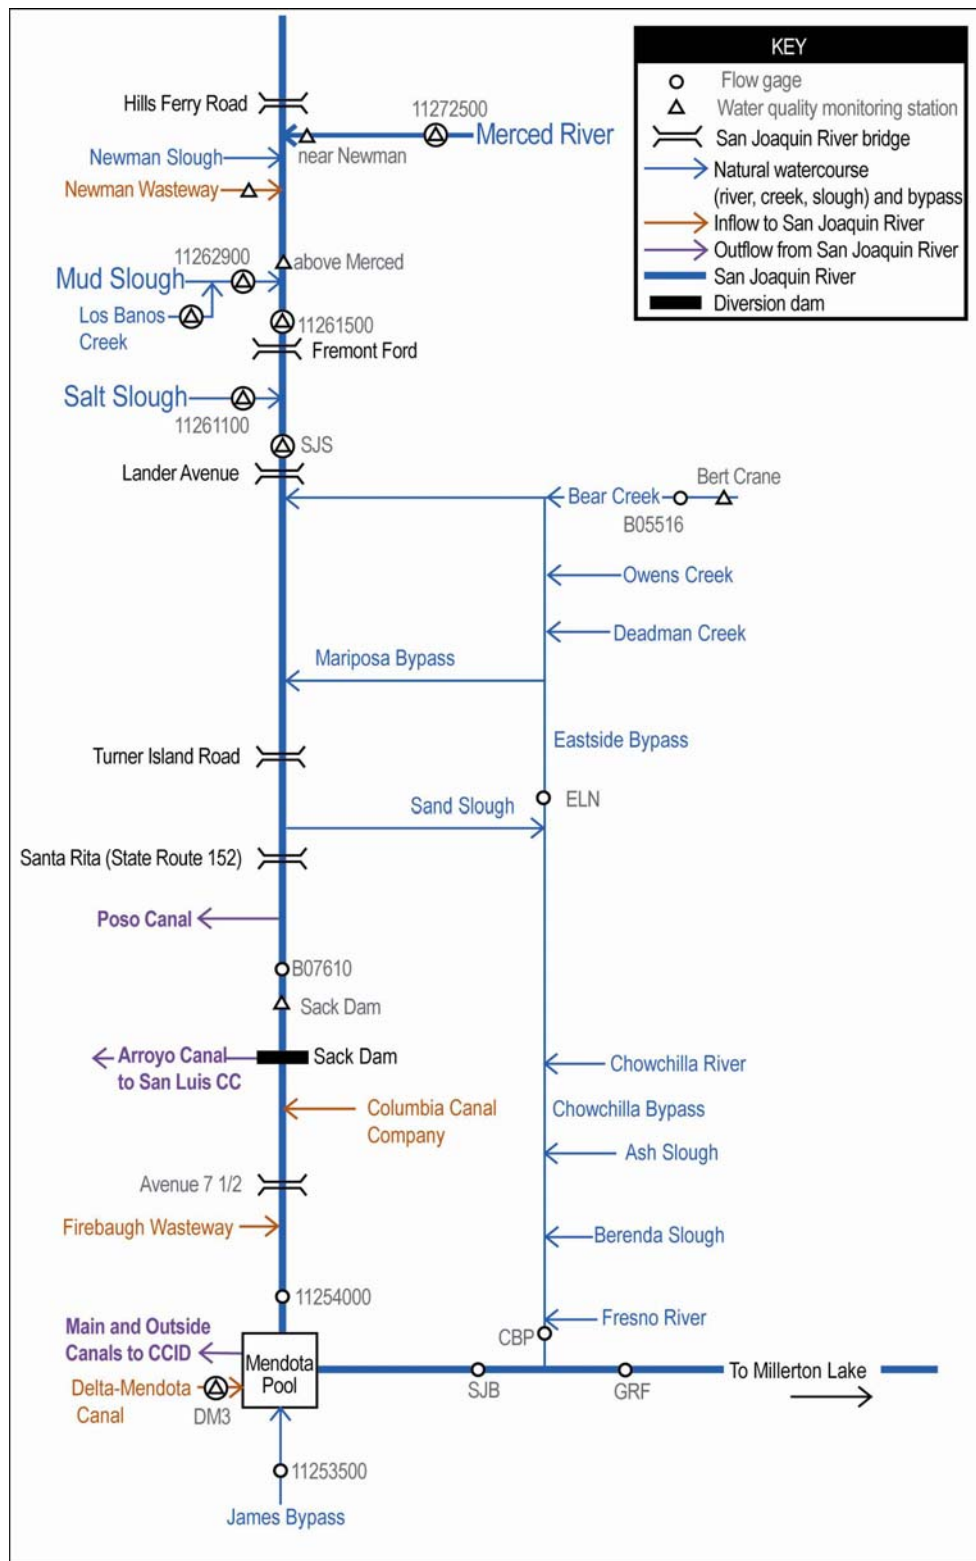 KEY
Flow gage
Water quality monitoring station
San Joaquin River bridge
Natural watercourse
(river, creek, slough) and bypass
Inflow to San Joaquin River
Outflow from San Joaquin River
San Joaquin River
Diversion dam
Hills Ferry Road
11272500
Merced River
near Newman
Newman Slough
Newman Wasteway
11262900
above Merced
Mud Slough
Los Banos
Creek
11261500
Fremont Ford
Salt Slough
11261100
SJS
Lander Avenue
Bert Crane
Bear Creek
B05516
Owens Creek
Deadman Creek
Mariposa Bypass
Eastside Bypass
Turner Island Road
ELN
Sand Slough
Santa Rita (State Route 152)
Poso Canal
B07610
Sack Dam
Arroyo Canal
to San Luis CC
Sack Dam
Chowchilla River
Columbia Canal
Company
Chowchilla Bypass
Ash Slough
Avenue 7 1/2
Firebaugh Wasteway
Berenda Slough
11254000
Fresno River
Main and Outside
Canals to CCID
CBP
Mendota
Pool
To Millerton Lake
Delta-Mendota
Canal
DM3
SJB
GRF
11253500
James Bypass